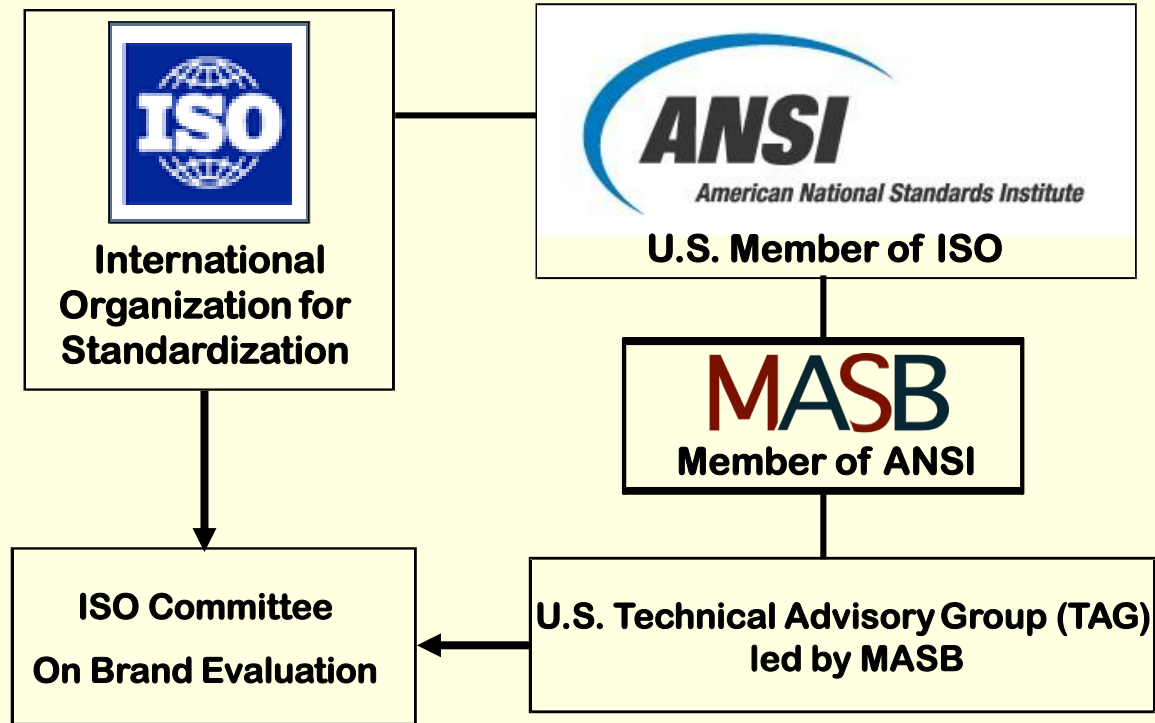 ISO
International
Organization for
Standardization
ANSI
American National Standards Institute
U.S. Member of ISO
MASB
Member of ANSI
ISO Committee
On Brand Evaluation
U.S. Technical Advisory Group (TAG)
led by MASB